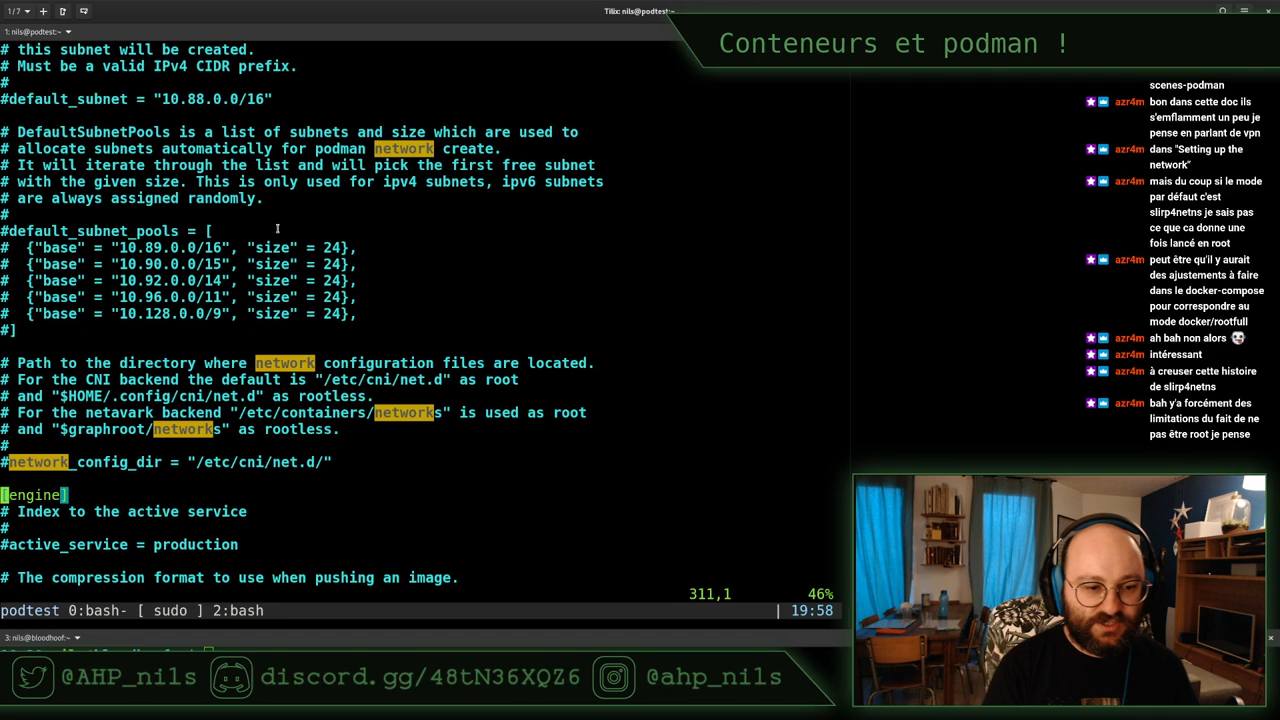 1/7
Tilix: nils@podtest:~
1: nils@podtest:~
# this subnet will be created.
# Must be a valid IPv4 CIDR prefix.
#
#default_subnet = "10.88.0.0/16"
# DefaultSubnetPools is a list of subnets and size which are used to
# allocate subnets automatically for podman network create.
# It will iterate through the list and will pick the first free subnet
# with the given size. This is only used for ipv4 subnets, ipv6 subnets
# are always assigned randomly.
#
#default_subnet_pools = [
#  {"base" = "10.89.0.0/16", "size" = 24},
#  {"base" = "10.90.0.0/15", "size" = 24},
#  {"base" = "10.92.0.0/14", "size" = 24},
#  {"base" = "10.96.0.0/11", "size" = 24},
#  {"base" = "10.128.0.0/9", "size" = 24},
#]
# Path to the directory where network configuration files are located.
# For the CNI backend the default is "/etc/cni/net.d" as root
# and "$HOME/.config/cni/net.d" as rootless.
# For the netavark backend "/etc/containers/networks" is used as root
# and "$graphroot/networks" as rootless.
#
#network_config_dir = "/etc/cni/net.d/"
[engine]
# Index to the active service
#
#active_service = production
# The compression format to use when pushing an image.
311,1 46%
podtest 0:bash- [ sudo ] 2:bash | 19:58
3: nils@bloodhoof:~
Conteneurs et podman !
scenes-podman
azr4m bon dans cette doc ils
s'emflamment un peu je
pense en parlant de vpn
azr4m dans "Setting up the
network"
azr4m mais du coup si le mode
par défaut c'est
slirp4netns je sais pas
ce que ca donne une
fois lancé en root
azr4m peut être qu'il y aurait
des ajustements à faire
dans le docker-compose
pour correspondre au
mode docker/rootfull
azr4m ah bah non alors
azr4m intéressant
azr4m à creuser cette histoire
de slirp4netns
azr4m bah y'a forcément des
limitations du fait de ne
pas être root je pense
@AHP_nils discord.gg/48tN36XQZ6 @ahp_nils